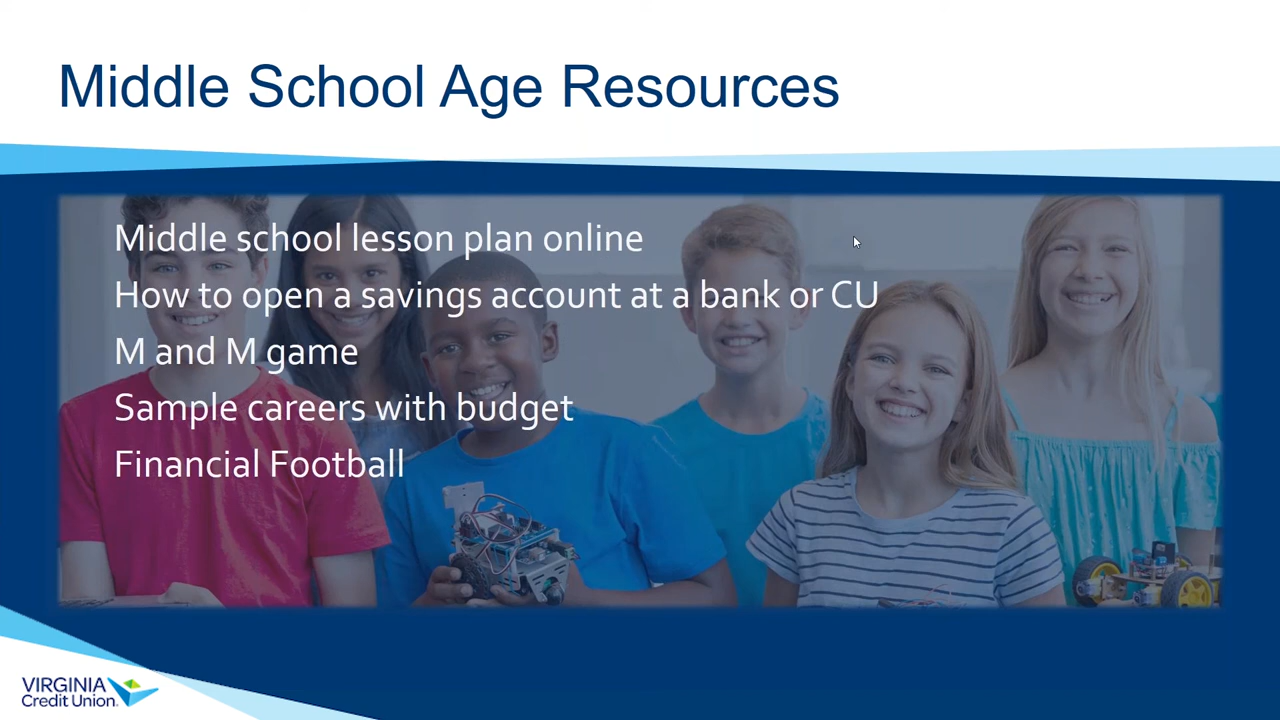 Middle School Age Resources
Middle school lesson plan online
How to open a savings account at a bank or CU
M and M game
Sample careers with budget
Financial Football
VIRGINIA
Credit Union